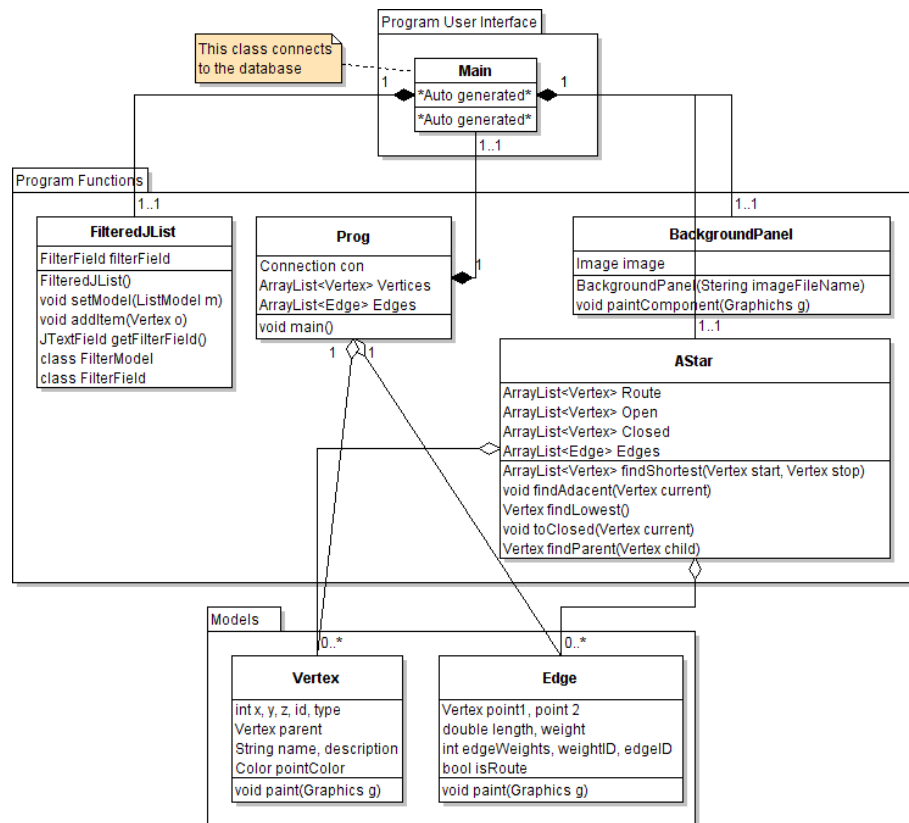 Program User Interface
This class connects
to the database
Main
*Auto generated*
*Auto generated*
1
1
1..1
Program Functions
1..1
1..1
FilteredJList
FilterField filterField
FilteredJList()
void setModel(ListModel m)
void addItem(Vertex o)
JTextField getFilterField()
class FilterModel
class FilterField
Prog
Connection con
ArrayList<Vertex> Vertices
ArrayList<Edge> Edges
void main()
1
1
1
BackgroundPanel
Image image
BackgroundPanel(Stering imageFileName)
void paintComponent(Graphichs g)
1..1
AStar
ArrayList<Vertex> Route
ArrayList<Vertex> Open
ArrayList<Vertex> Closed
ArrayList<Edge> Edges
ArrayList<Vertex> findShortest(Vertex start, Vertex stop)
void findAdacent(Vertex current)
Vertex findLowest()
void toClosed(Vertex current)
Vertex findParent(Vertex child)
Models
0..*
0..*
Vertex
int x, y, z, id, type
Vertex parent
String name, description
Color pointColor
void paint(Graphics g)
Edge
Vertex point1, point 2
double length, weight
int edgeWeights, weightID, edgeID
bool isRoute
void paint(Graphics g)